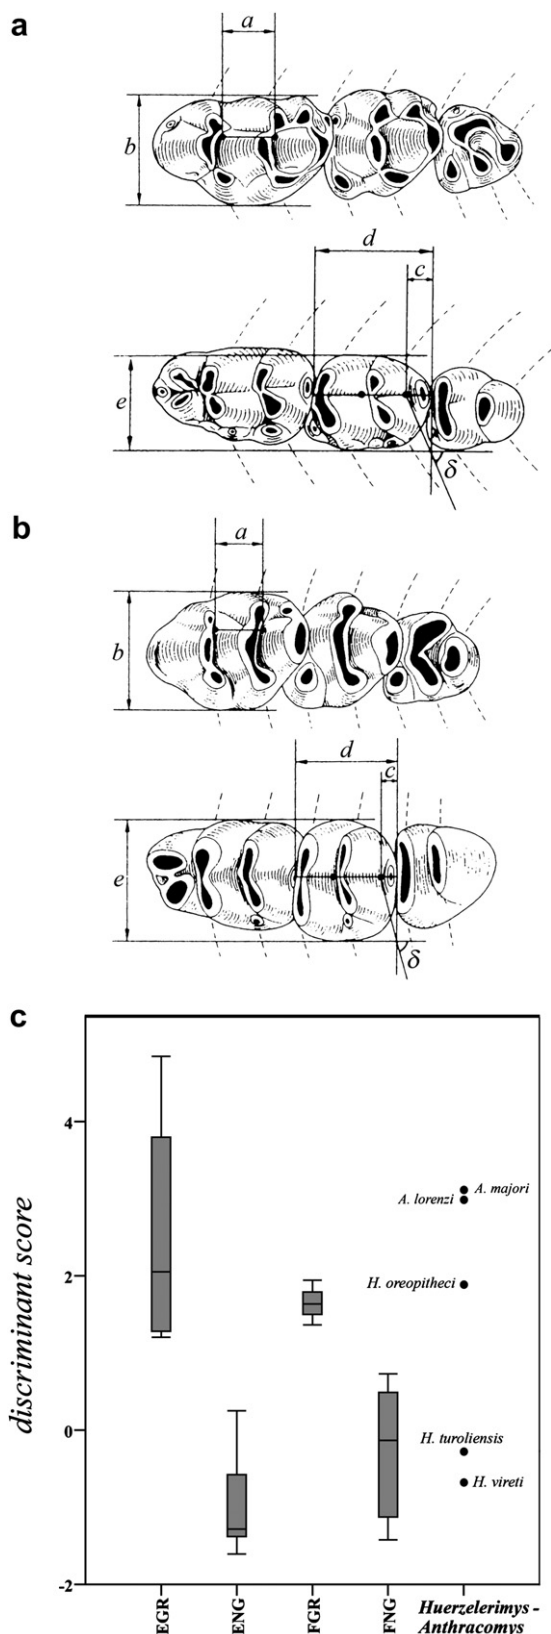 a
a
b
d
c
e
δ
b
a
b
d
c
e
δ
c
discriminant score
4
2
0
-2
A. majori
A. lorenzi
H. oreopitheci
H. turoliensis
H. vireti
EGR
ENG
FGR
FNG
Huerzelerimys -
Anthracomys